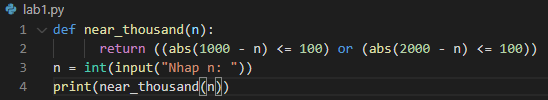 lab1.py
1 def near_thousand(n):
2 return ((abs(1000 - n) <= 100) or (abs(2000 - n) <= 100))
3 n = int(input("Nhap n: "))
4 print(near_thousand(n))